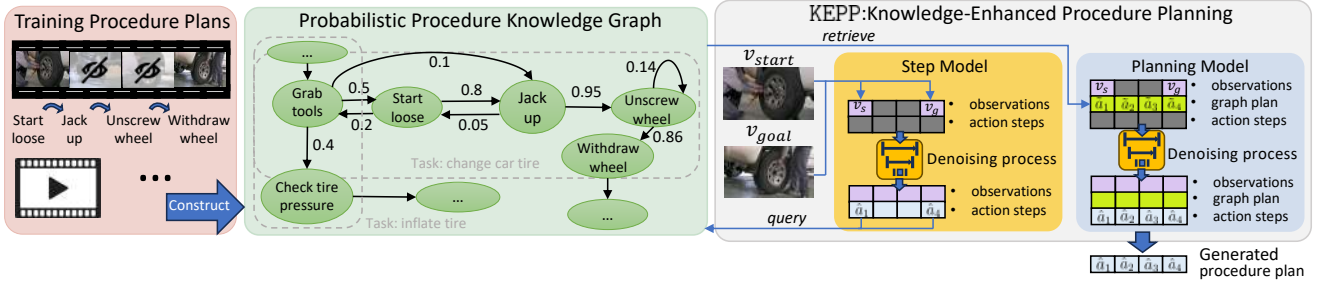 Training Procedure Plans
Start loose
Jack up
Unscrew wheel
Withdraw wheel
...
Construct
Probabilistic Procedure Knowledge Graph
...
0.1
0.14
Grab tools
0.5
Start loose
0.8
Jack up
0.95
Unscrew wheel
0.2
0.05
0.86
0.4
Task: change car tire
Withdraw wheel
Check tire pressure
...
...
Task: inflate tire
KEPP:Knowledge-Enhanced Procedure Planning
retrieve
v_start
v_goal
query
Step Model
v_s v_g
• observations
• action steps
Denoising process
• observations
• action steps
â_1 â_4
Planning Model
v_s v_g
ã_1 ã_2 ã_3 ã_4
• observations
• graph plan
• action steps
Denoising process
• observations
• graph plan
• action steps
â_1 â_2 â_3 â_4
â_1 â_2 â_3 â_4
Generated
procedure plan